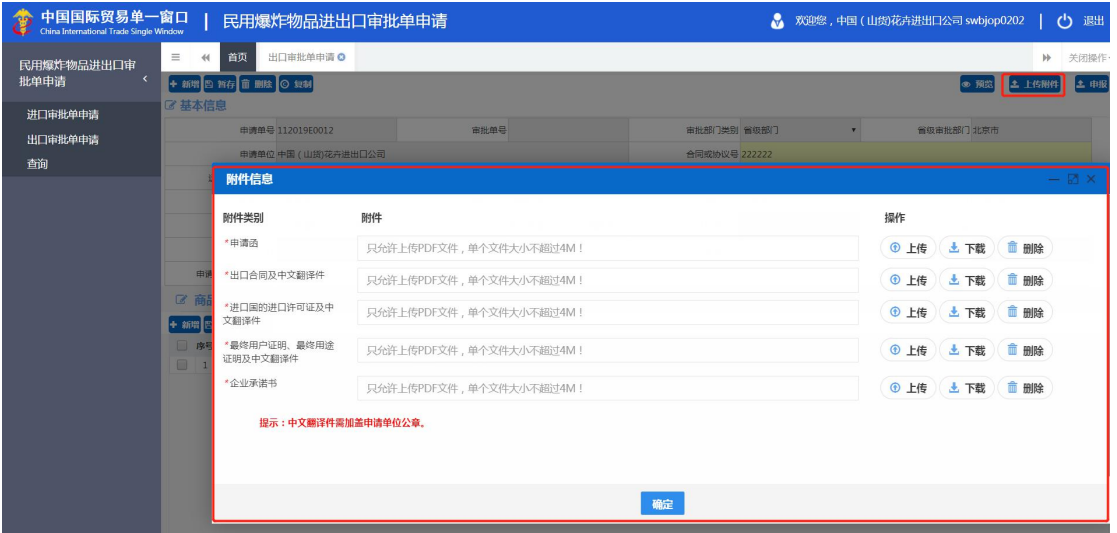 中国国际贸易单一窗口 | 民用爆炸物品进出口审批单申请 欢迎您，中国（山货)花卉进出口公司 swbjop0202 | 退出
China International Trade Single Window
民用爆炸物品进出口审批单申请
首页 出口审批单申请 关闭操作
新增 暂存 删除 复制 预览 上传附件 申报
进口审批单申请
出口审批单申请
查询
基本信息
申请单号 112019E0012 审批单号 审批部门类别 省级部门 省级审批部门 北京市
申请单位 中国（山货)花卉进出口公司 合同或协议号 222222
附件信息
附件类别 附件 操作
*申请函 只允许上传PDF文件，单个文件大小不超过4M！ 上传 下载 删除
*出口合同及中文翻译件 只允许上传PDF文件，单个文件大小不超过4M！ 上传 下载 删除
*进口国的进口许可证及中文翻译件 只允许上传PDF文件，单个文件大小不超过4M！ 上传 下载 删除
*最终用户证明、最终用途证明及中文翻译件 只允许上传PDF文件，单个文件大小不超过4M！ 上传 下载 删除
*企业承诺书 只允许上传PDF文件，单个文件大小不超过4M！ 上传 下载 删除
提示：中文翻译件需加盖申请单位公章。
申请
商品
新增
序号
1
确定